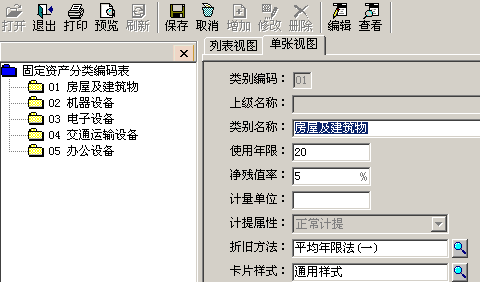 打开 退出 打印 预览 刷新 保存 取消 增加 修改 删除 编辑 查看
固定资产分类编码表
01 房屋及建筑物
02 机器设备
03 电子设备
04 交通运输设备
05 办公设备
列表视图 单张视图
类别编码： 01
上级名称：
类别名称： 房屋及建筑物
使用年限： 20
净残值率： 5 %
计量单位：
计提属性： 正常计提
折旧方法： 平均年限法(一)
卡片样式： 通用样式